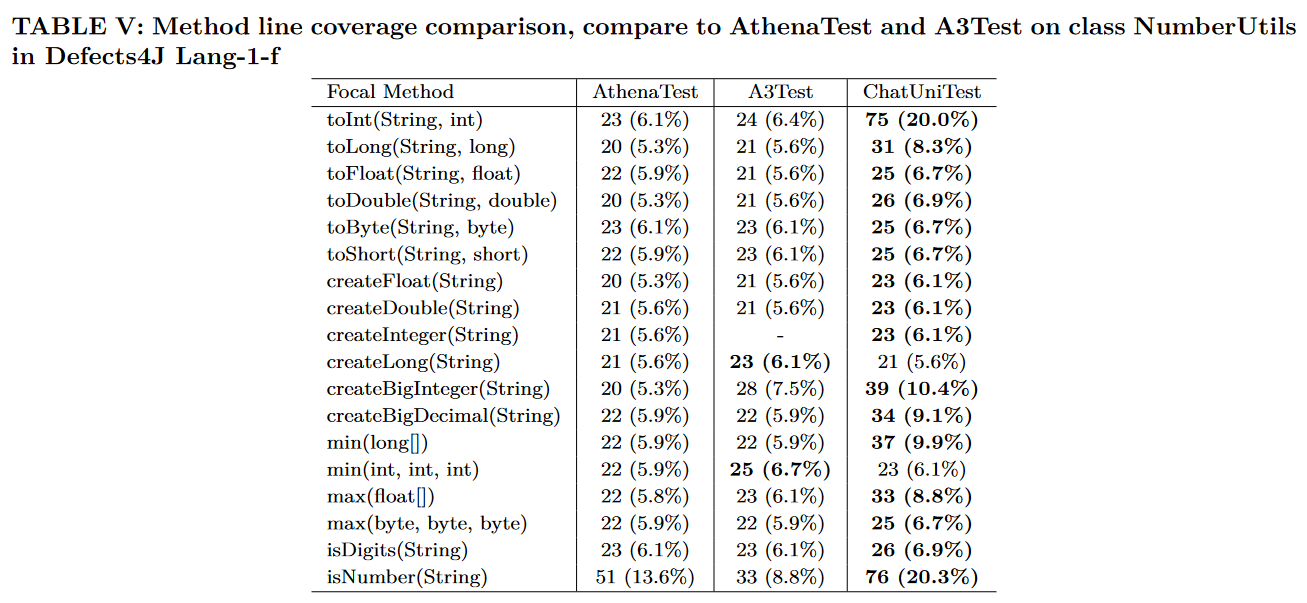 TABLE V: Method line coverage comparison, compare to AthenaTest and A3Test on class NumberUtils
in Defects4J Lang-1-f
Focal Method AthenaTest A3Test ChatUniTest
toInt(String, int) 23 (6.1%) 24 (6.4%) 75 (20.0%)
toLong(String, long) 20 (5.3%) 21 (5.6%) 31 (8.3%)
toFloat(String, float) 22 (5.9%) 21 (5.6%) 25 (6.7%)
toDouble(String, double) 20 (5.3%) 21 (5.6%) 26 (6.9%)
toByte(String, byte) 23 (6.1%) 23 (6.1%) 25 (6.7%)
toShort(String, short) 22 (5.9%) 23 (6.1%) 25 (6.7%)
createFloat(String) 20 (5.3%) 21 (5.6%) 23 (6.1%)
createDouble(String) 21 (5.6%) 21 (5.6%) 23 (6.1%)
createInteger(String) 21 (5.6%) - 23 (6.1%)
createLong(String) 21 (5.6%) 23 (6.1%) 21 (5.6%)
createBigInteger(String) 20 (5.3%) 28 (7.5%) 39 (10.4%)
createBigDecimal(String) 22 (5.9%) 22 (5.9%) 34 (9.1%)
min(long[]) 22 (5.9%) 22 (5.9%) 37 (9.9%)
min(int, int, int) 22 (5.9%) 25 (6.7%) 23 (6.1%)
max(float[]) 22 (5.8%) 23 (6.1%) 33 (8.8%)
max(byte, byte, byte) 22 (5.9%) 22 (5.9%) 25 (6.7%)
isDigits(String) 23 (6.1%) 23 (6.1%) 26 (6.9%)
isNumber(String) 51 (13.6%) 33 (8.8%) 76 (20.3%)